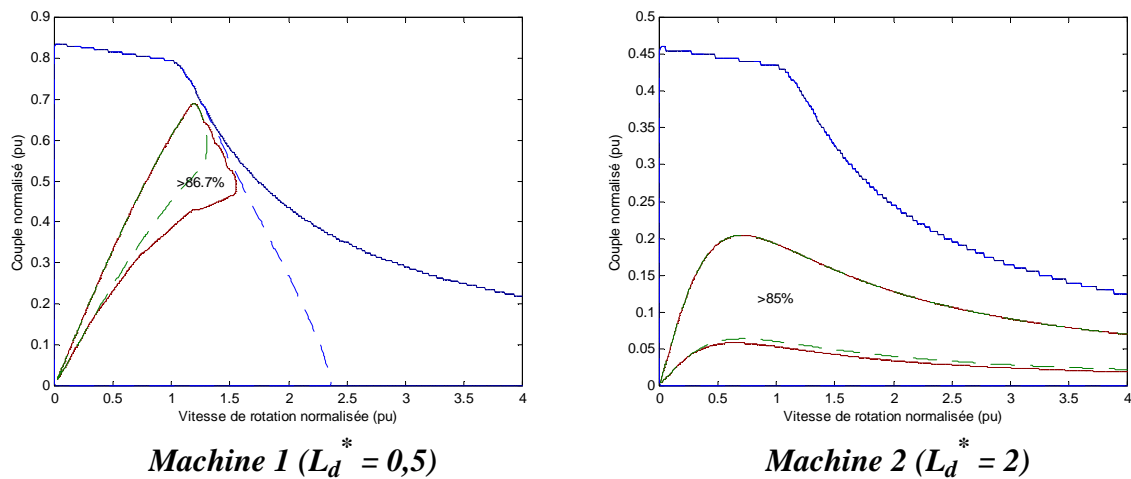 0.9
0.8
0.7
0.6
0.5
0.4
0.3
0.2
0.1
0
Couple normalisé (pu)
>86.7%
0 0.5 1 1.5 2 2.5 3 3.5 4
Vitesse de rotation normalisée (pu)
Machine 1 (L_d^* = 0,5)
0.5
0.45
0.4
0.35
0.3
0.25
0.2
0.15
0.1
0.05
0
Couple normalisé (pu)
>85%
0 0.5 1 1.5 2 2.5 3 3.5 4
Vitesse de rotation normalisée (pu)
Machine 2 (L_d^* = 2)